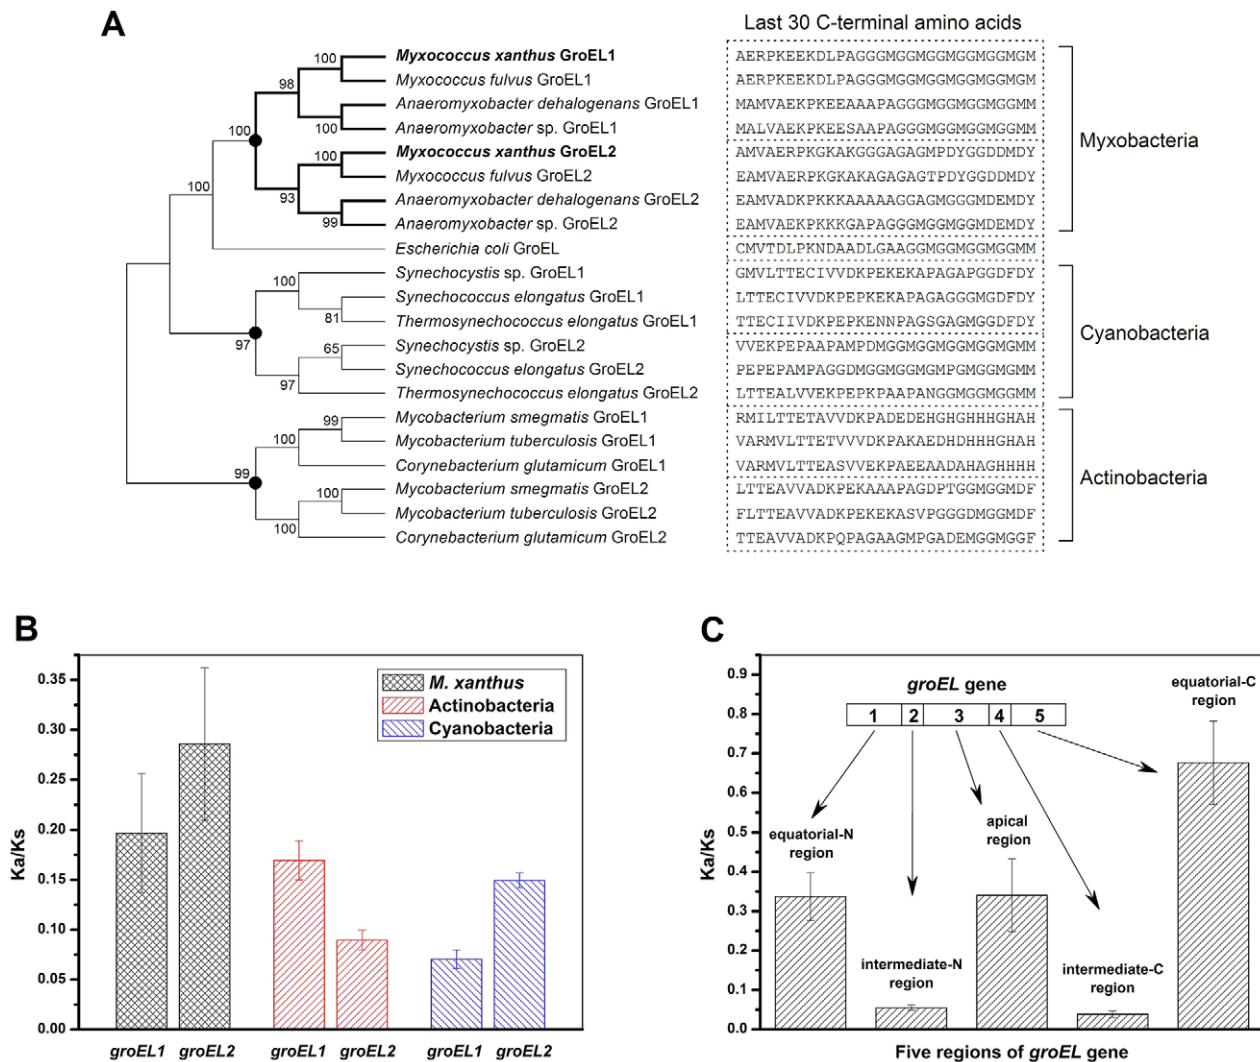 A
Last 30 C-terminal amino acids
100 Myxococcus xanthus GroEL1 AERPKEEKDLPAGGGMGGMGGMGGMGGMGM
98 Myxococcus fulvus GroEL1 AERPKEEKDLPAGGGMGGMGGMGGMGGMGM
Anaeromyxobacter dehalogenans GroEL1 MAMVAEKPKEEAAAPAGGGMGGMGGMGGMM
100 100 Anaeromyxobacter sp. GroEL1 MALVAEKPKEESAAPAGGGMGGMGGMGGMM
Myxobacteria
100 Myxococcus xanthus GroEL2 AMVAERPKGKAKGGGAGAGMPDYGGDDMDY
100 Myxococcus fulvus GroEL2 EAMVAERPKGKAKAGAGAGTPDYGGDDMDY
93 Anaeromyxobacter dehalogenans GroEL2 EAMVADKPKKKAAAAAGGAGMGGGMDEMDY
99 Anaeromyxobacter sp. GroEL2 EAMVAEKPKKKGAPAGGGMGGMGGMDEMDY
Escherichia coli GroEL CMVTDLPKNDAADLGAAGGMGGMGGMGGMM
100 Synechocystis sp. GroEL1 GMVLTTECIVVDKPEKEKAPAGAPGGDFDY
Synechococcus elongatus GroEL1 LTTECIVVDKPEPKEKAPAGAGGGMGDFDY
81 Thermosynechococcus elongatus GroEL1 TTECIIVDKPEPKENNPAGSGAGMGGDFDY
Cyanobacteria
97 65 Synechocystis sp. GroEL2 VVEKPEPAAPAMPDMGGMGGMGGMGGMGMM
Synechococcus elongatus GroEL2 PEPEPAMPAGGDMGGMGGMGMPGMGGMGMM
97 Thermosynechococcus elongatus GroEL2 LTTEALVVEKPEPKPAAPANGGMGGMGGMM
99 Mycobacterium smegmatis GroEL1 RMILTTETAVVDKPADEDEHGHGHHHGHAH
100 Mycobacterium tuberculosis GroEL1 VARMVLTTETVVVDKPAKAEDHDHHHGHAH
Corynebacterium glutamicum GroEL1 VARMVLTTEASVVEKPAEEAADAHAGHHHH
Actinobacteria
99 100 Mycobacterium smegmatis GroEL2 LTTEAVVADKPEKAAAPAGDPTGGMGGMDF
Mycobacterium tuberculosis GroEL2 FLTTEAVVADKPEKEKASVPGGGDMGGMDF
100 Corynebacterium glutamicum GroEL2 TTEAVVADKPQPAGAAGMPGADEMGGMGGF
B
Ka/Ks
0.35
0.30
0.25
0.20
0.15
0.10
0.05
0.00
M. xanthus
Actinobacteria
Cyanobacteria
groEL1 groEL2 groEL1 groEL2 groEL1 groEL2
C
Ka/Ks
0.9
0.8
0.7
0.6
0.5
0.4
0.3
0.2
0.1
0.0
groEL gene
1 2 3 4 5
equatorial-C
region
apical
region
equatorial-N
region
intermediate-N
region
intermediate-C
region
Five regions of groEL gene